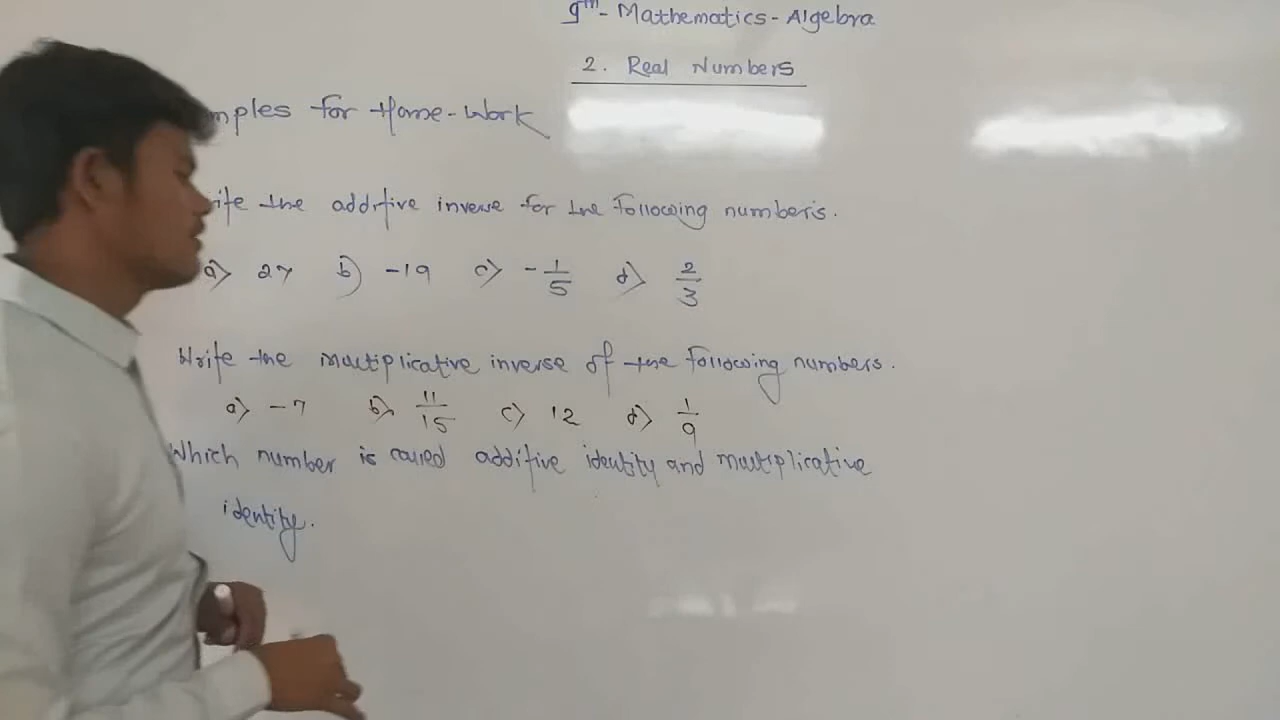 9th - Mathematics - Algebra
2. Real Numbers
mples for Home-Work
ite the additive inverse for the following numbers.
a) 27 b) -19 c) -1/5 d) 2/3
Write the multiplicative inverse of the following numbers.
a) -7 b) 11/15 c) 12 d) 1/9
Which number is called additive identity and multiplicative
identity.